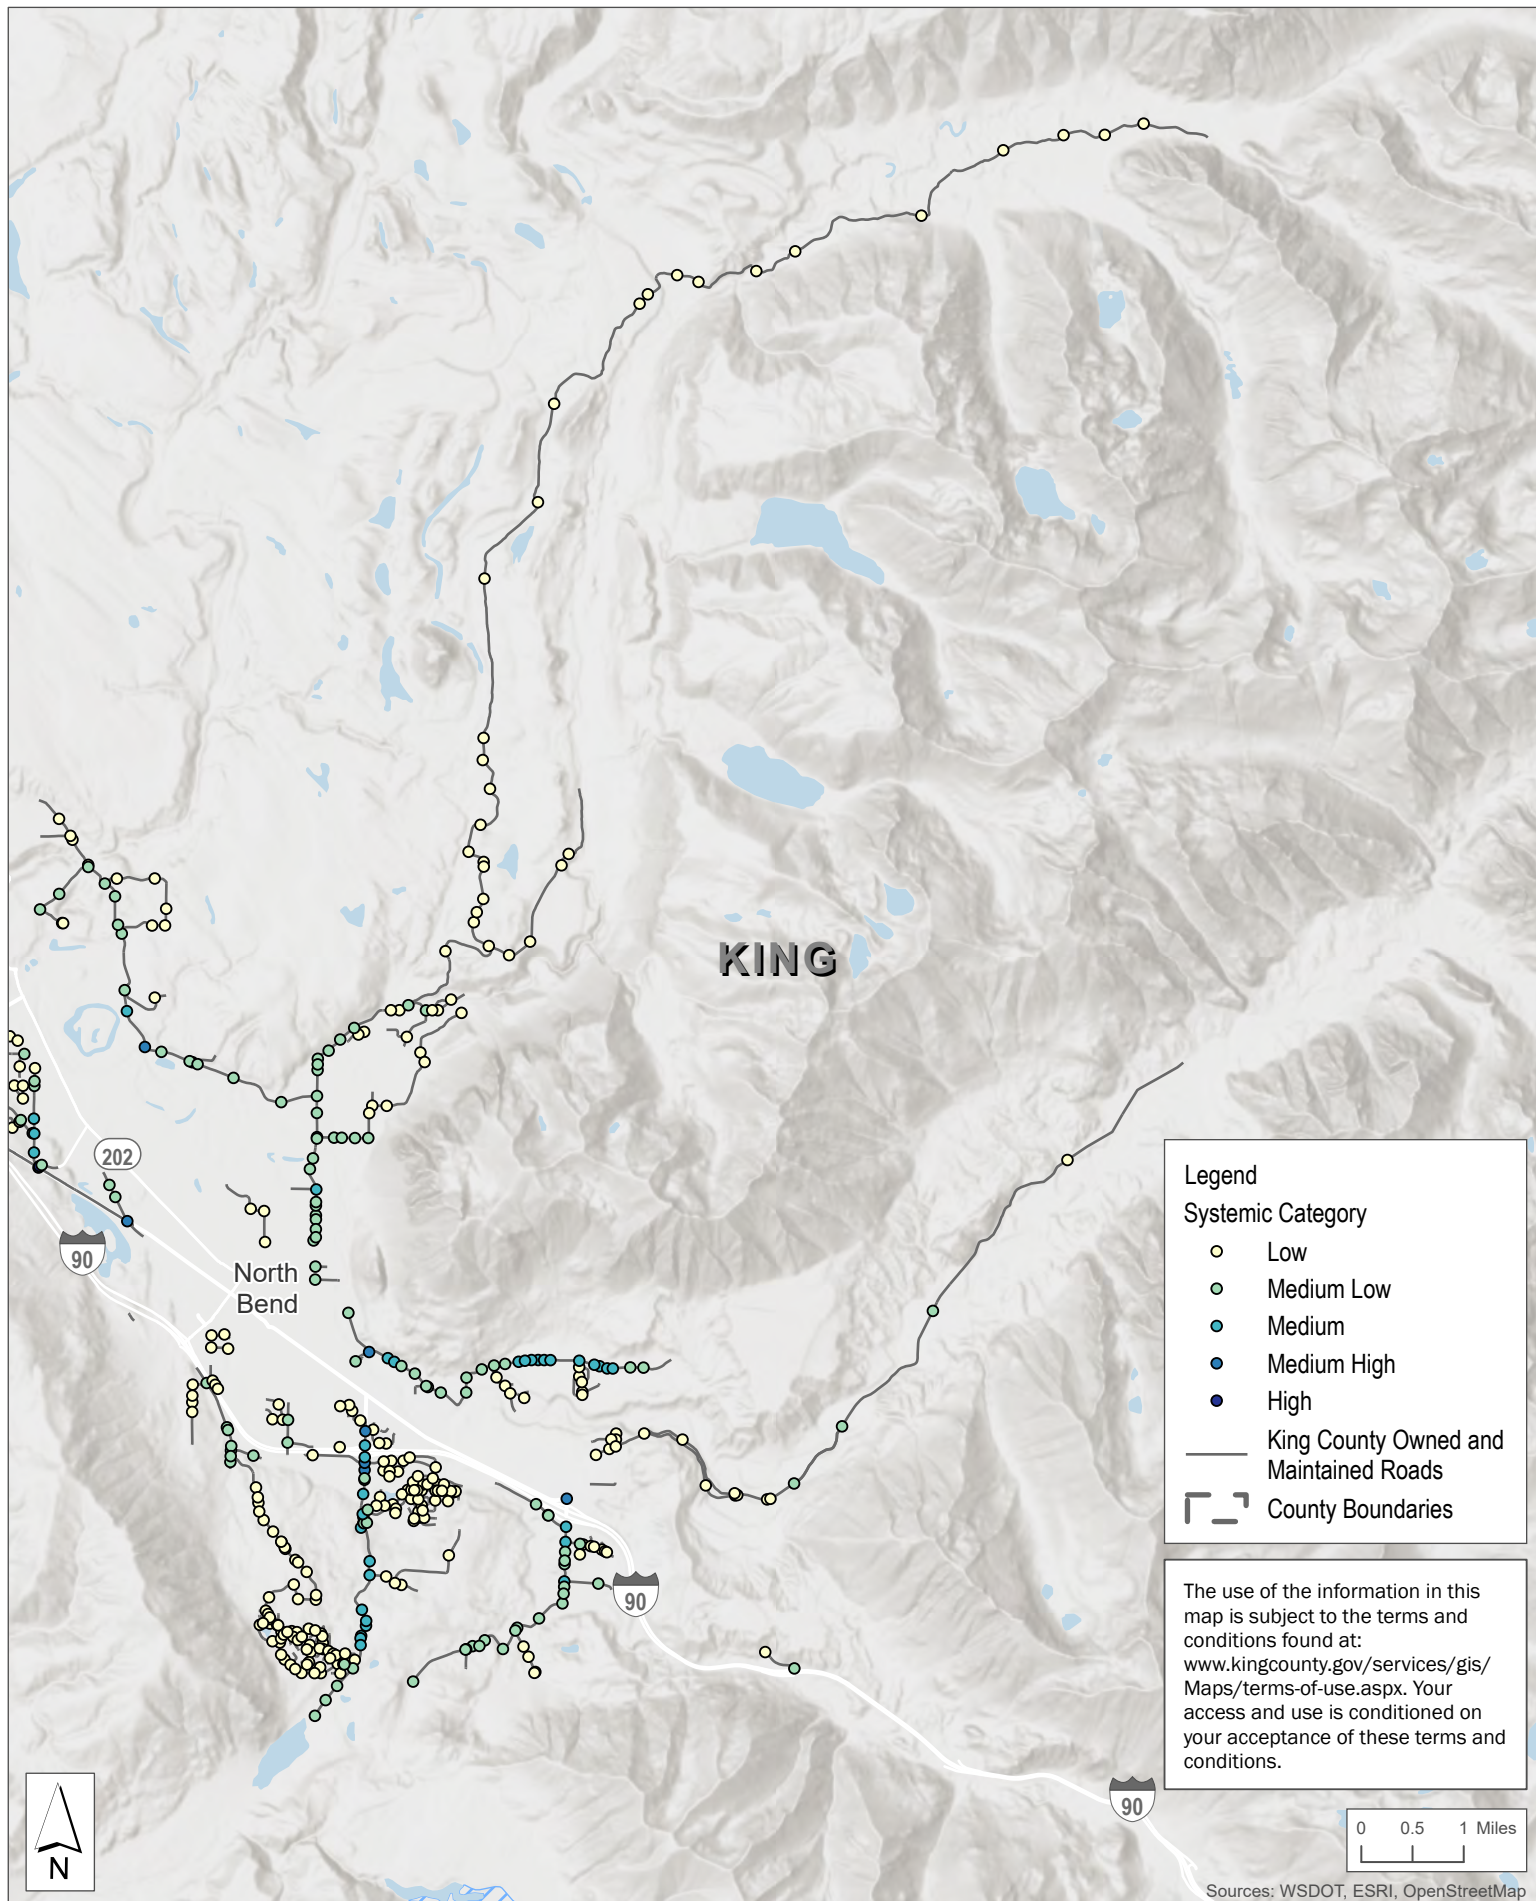 KING
202
90
North
Bend
Legend
Systemic Category
Low
Medium Low
Medium
Medium High
High
King County Owned and
Maintained Roads
County Boundaries
The use of the information in this
map is subject to the terms and
conditions found at:
www.kingcounty.gov/services/gis/
Maps/terms-of-use.aspx. Your
access and use is conditioned on
your acceptance of these terms and
conditions.
90
90
N
0 0.5 1 Miles
Sources: WSDOT, ESRI, OpenStreetMap